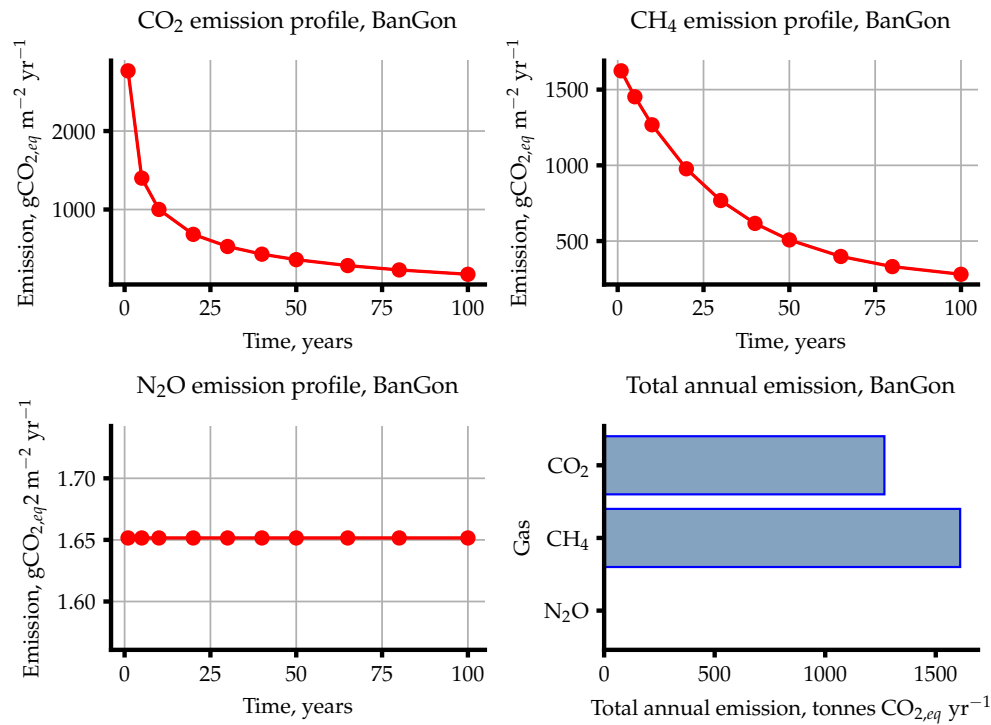 CO₂ emission profile, BanGon
Emission, gCO₂,eq m⁻² yr⁻¹
2000
1000
0 25 50 75 100
Time, years
CH₄ emission profile, BanGon
Emission, gCO₂,eq m⁻² yr⁻¹
1500
1000
500
0 25 50 75 100
Time, years
N₂O emission profile, BanGon
Emission, gCO₂,eq2 m⁻² yr⁻¹
1.70
1.65
1.60
0 25 50 75 100
Time, years
Total annual emission, BanGon
Gas
CO₂
CH₄
N₂O
0 500 1000 1500
Total annual emission, tonnes CO₂,eq yr⁻¹